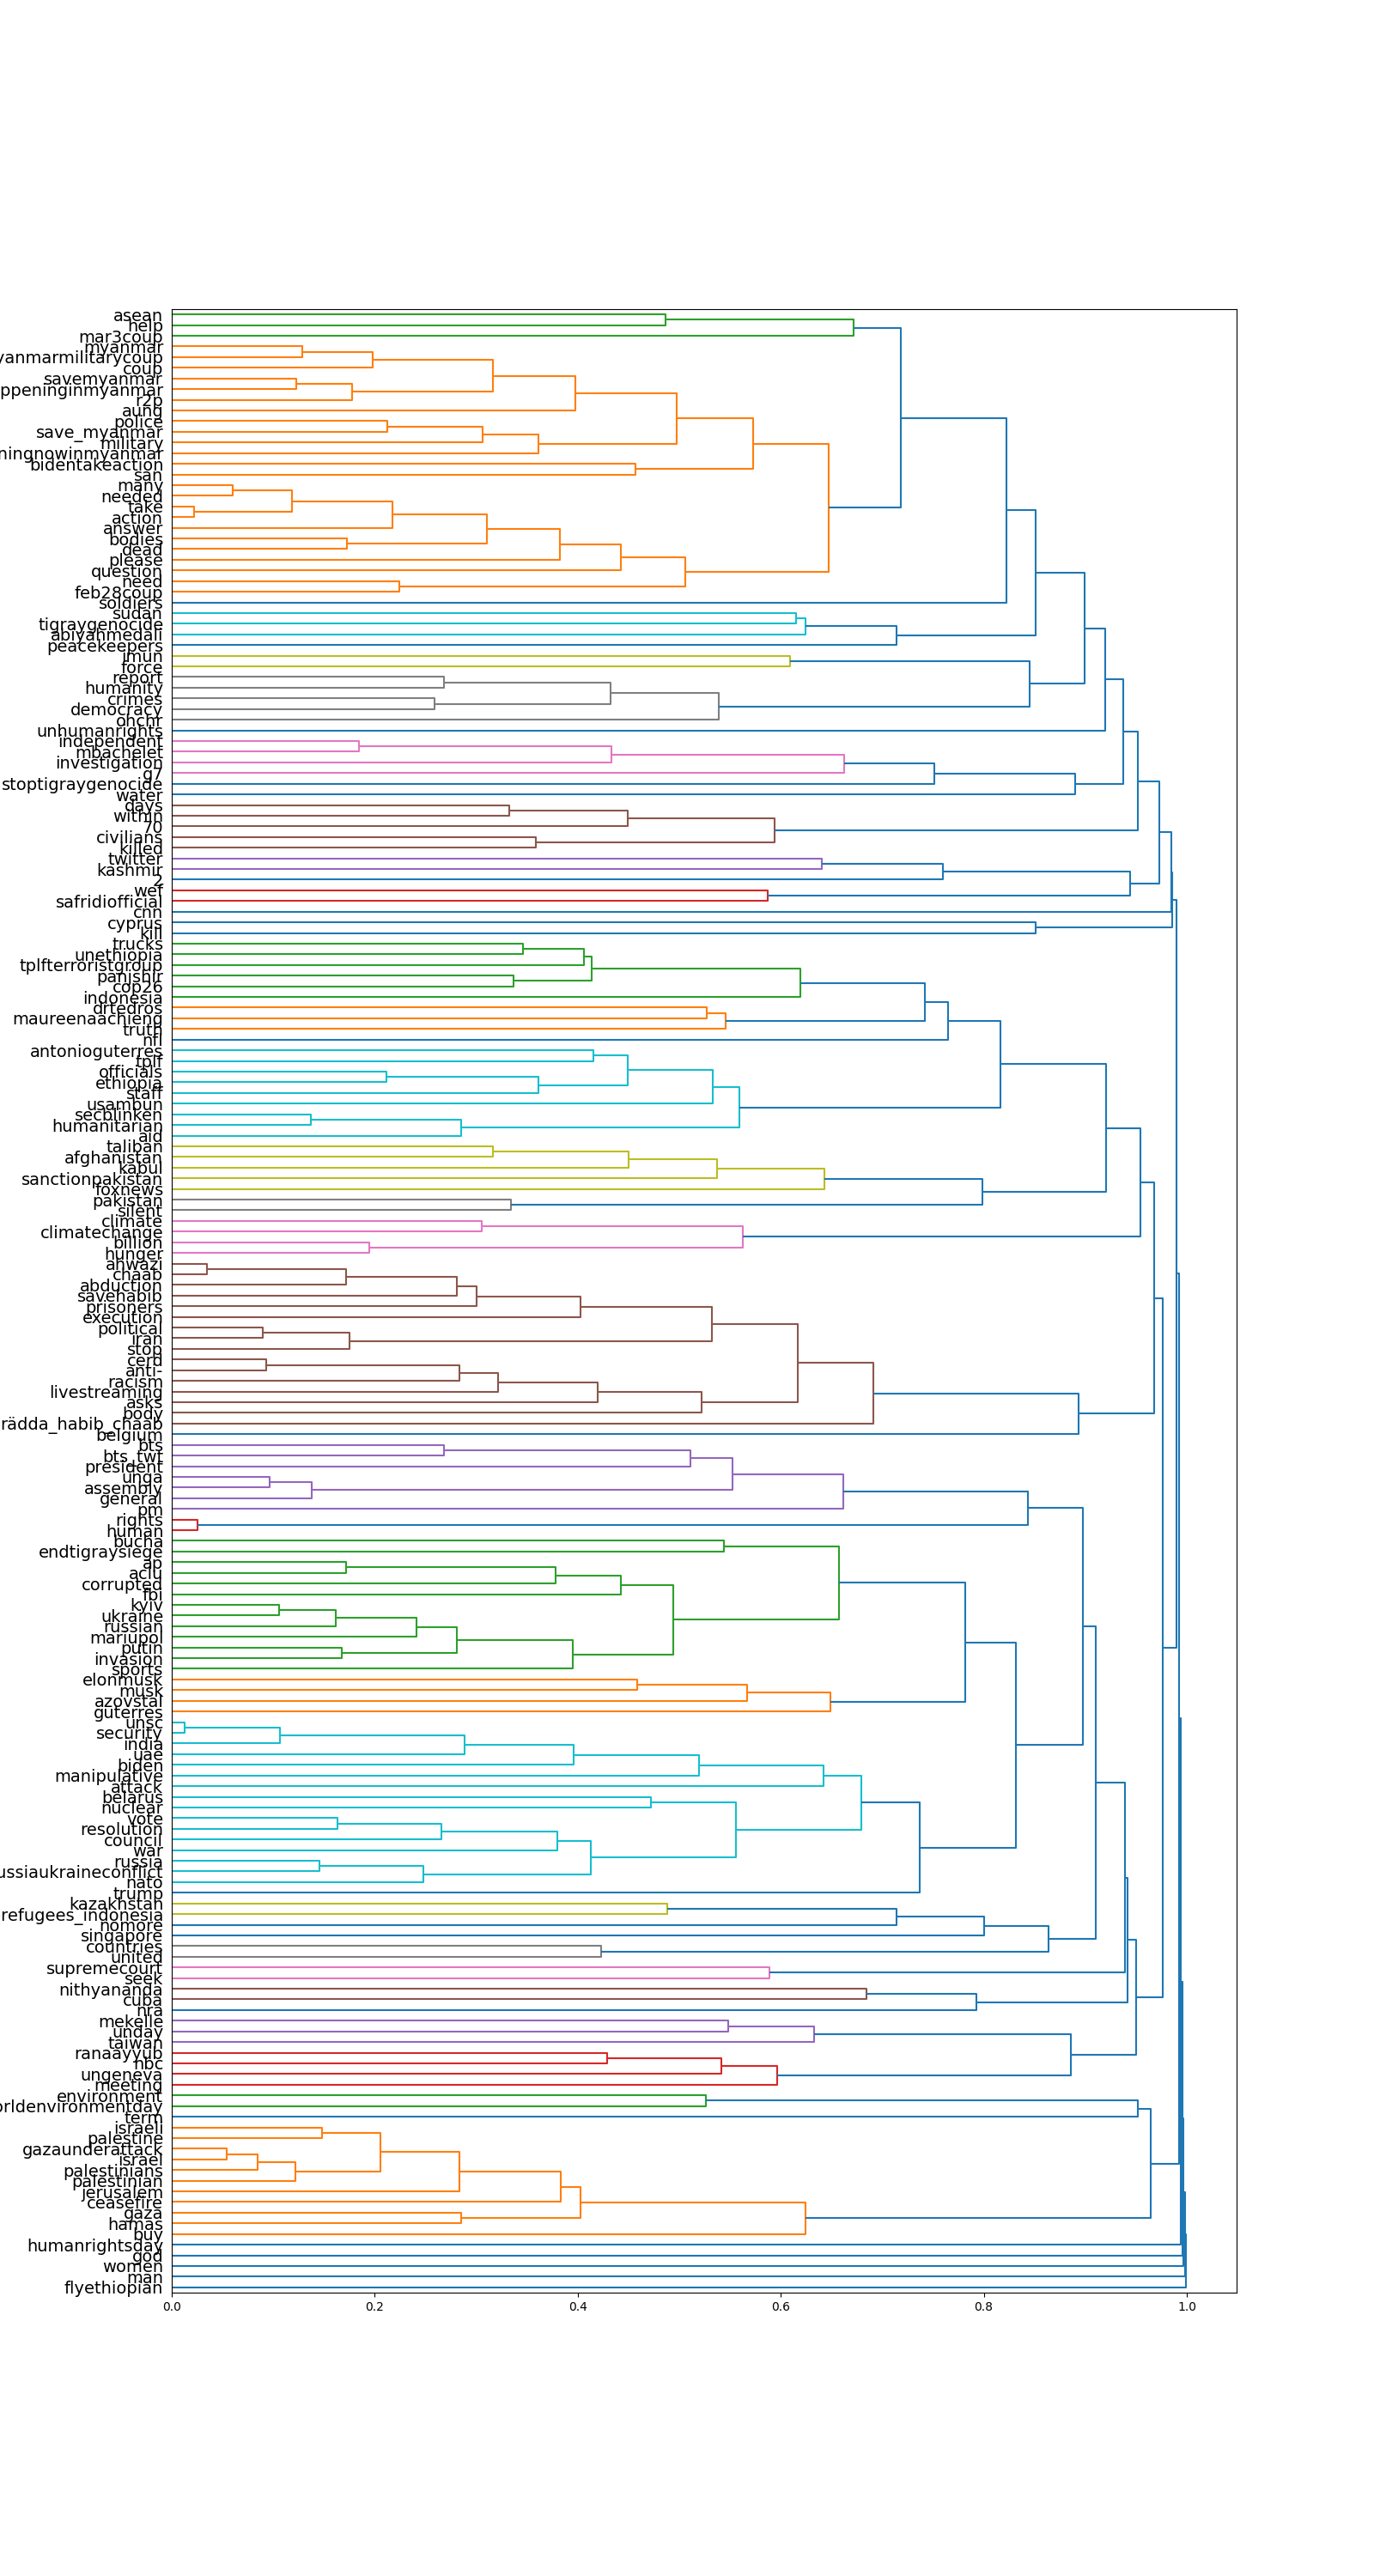 asean
help
mar3coup
myanmar
yanmarmilitarycoup
coup
savemyanmar
ppeninginmyanmar
r2p
aung
police
save_myanmar
military
ningnowinmyanmar
bidentakeaction
san
many
needed
take
action
answer
bodies
dead
please
question
need
feb28coup
soldiers
sudan
tigraygenocide
abiyahmedali
peacekeepers
jmun
force
report
humanity
crimes
democracy
ohchr
unhumanrights
independent
mbachelet
investigation
g7
stoptigraygenocide
water
days
within
70
civilians
killed
twitter
kashmir
2
wef
safridiofficial
cnn
cyprus
kill
trucks
unethiopia
tplfterroristgroup
panjshir
cop26
indonesia
drtedros
maureenaachieng
truth
nfl
antonioguterres
tplf
officials
ethiopia
staff
usambun
secblinken
humanitarian
aid
taliban
afghanistan
kabul
sanctionpakistan
foxnews
pakistan
silent
climate
climatechange
billion
hunger
ahwazi
chaab
abduction
savehabib
prisoners
execution
political
iran
stop
cerd
anti-
racism
livestreaming
asks
body
rädda_habib_chaab
belgium
bts
bts_twt
president
unga
assembly
general
pm
rights
human
bucha
endtigraysiege
ap
aclu
corrupted
fbi
kyiv
ukraine
russian
mariupol
putin
invasion
sports
elonmusk
musk
azovstal
guterres
unsc
security
india
uae
biden
manipulative
attack
belarus
nuclear
vote
resolution
council
war
russia
ussiaukraineconflict
nato
trump
kazakhstan
refugees_indonesia
nomore
singapore
countries
united
supremecourt
seek
nithyananda
cuba
nra
mekelle
unday
taiwan
ranaayyub
nbc
ungeneva
meeting
environment
orldenvironmentday
term
israeli
palestine
gazaunderattack
israel
palestinians
palestinian
jerusalem
ceasefire
gaza
hamas
buy
humanrightsday
god
women
man
flyethiopian
0.0 0.2 0.4 0.6 0.8 1.0